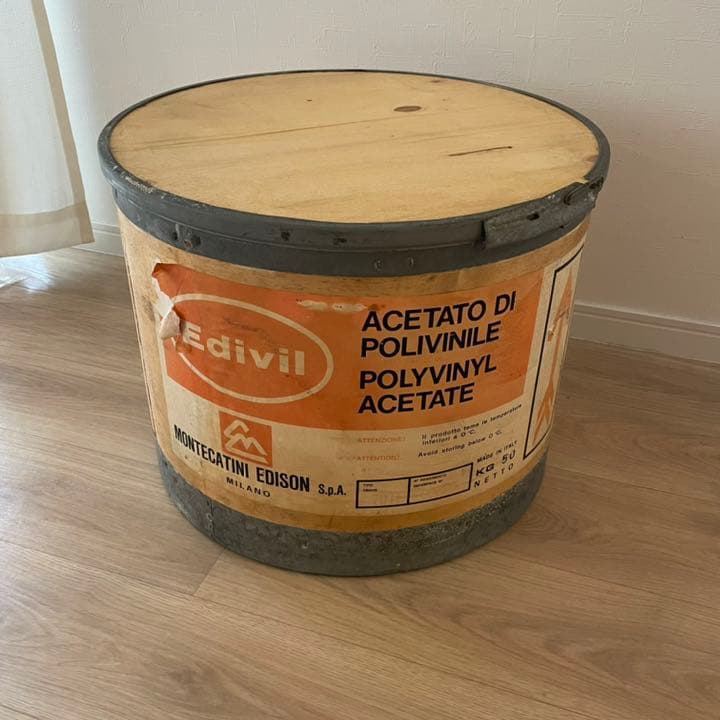 Edivil
ACETATO DI
POLIVINILE
POLYVINYL
ACETATE
MONTECATINI EDISON S.p.A.
MILANO
ATTENZIONE! Il prodotto teme le temperature
inferiori a 0°C.
ATTENTION! Avoid storing below 0°C.
MADE IN ITALY
KG 50
NETTO